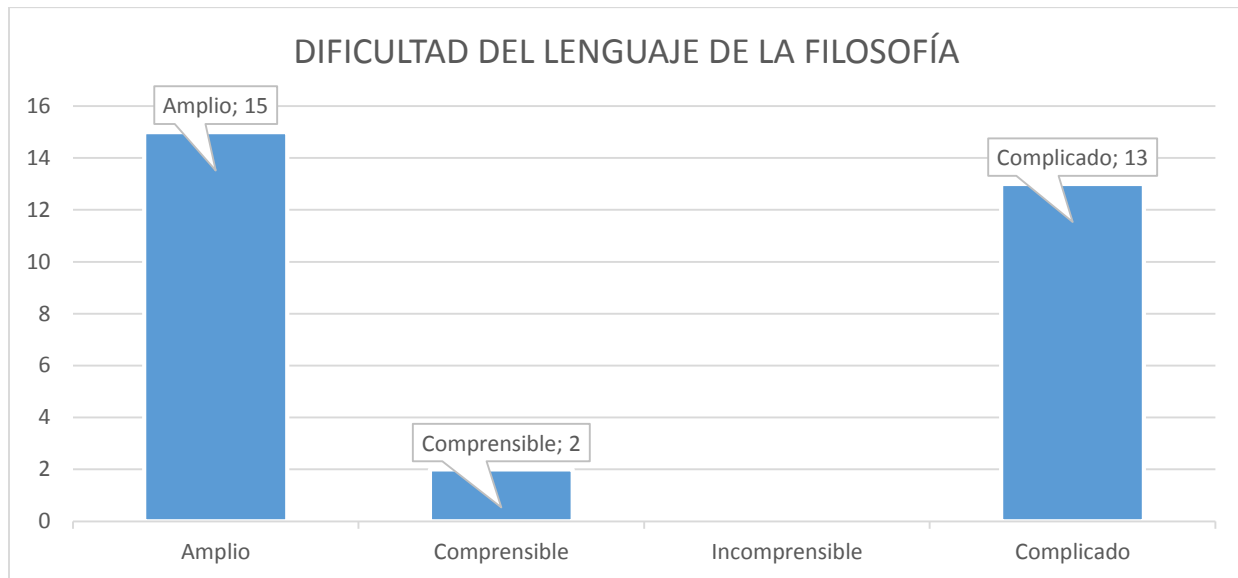 DIFICULTAD DEL LENGUAJE DE LA FILOSOFÍA
16
14
12
10
8
6
4
2
0
Amplio; 15
Comprensible; 2
Complicado; 13
Amplio
Comprensible
Incomprensible
Complicado